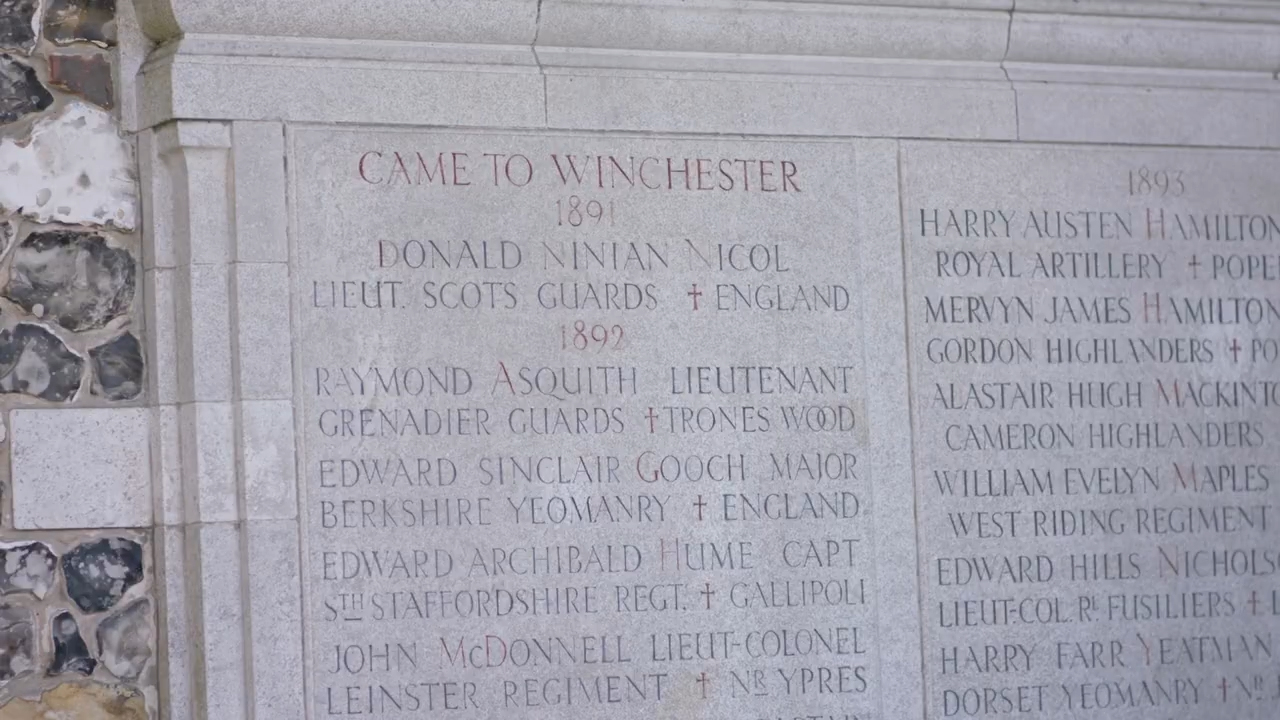 CAME TO WINCHESTER
1891
DONALD NINIAN NICOL
LIEUT. SCOTS GUARDS † ENGLAND
1892
RAYMOND ASQUITH LIEUTENANT
GRENADIER GUARDS † TRONES WOOD
EDWARD SINCLAIR GOOCH MAJOR
BERKSHIRE YEOMANRY † ENGLAND
EDWARD ARCHIBALD HUME CAPT
STH STAFFORDSHIRE REGT. † GALLIPOLI
JOHN McDONNELL LIEUT-COLONEL
LEINSTER REGIMENT † NR YPRES
1893
HARRY AUSTEN HAMILTON
ROYAL ARTILLERY †
MERVYN JAMES HAMILTON
GORDON HIGHLANDERS †
ALASTAIR HUGH
CAMERON HIGHLANDERS
WILLIAM EVELYN MAPLES
WEST RIDING REGIMENT
EDWARD HILLS
LIEUT-COL. RL FUSILIERS †
HARRY FARR YEATMAN
DORSET YEOMANRY † NR